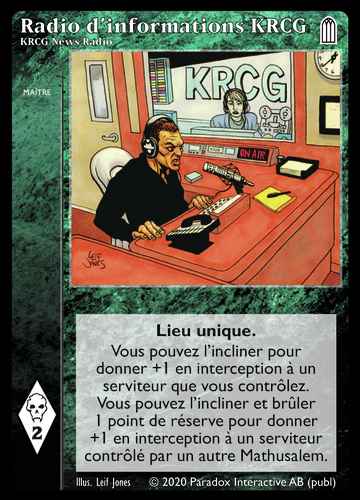 Radio d'informations KRCG
KRCG News Radio
MAÎTRE
KRCG
ON AIR
LEIF
JONES
Lieu unique.
Vous pouvez l'incliner pour
donner +1 en interception à un
serviteur que vous contrôlez.
Vous pouvez l'incliner et brûler
1 point de réserve pour donner
+1 en interception à un serviteur
contrôlé par un autre Mathusalem.
2
Illus. Leif Jones © 2020 Paradox Interactive AB (publ)